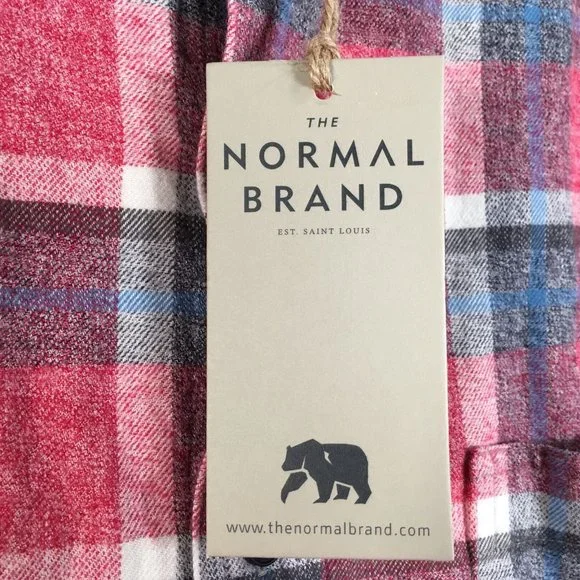 THE
NORMAL
BRAND
EST. SAINT LOUIS
www.thenormalbrand.com